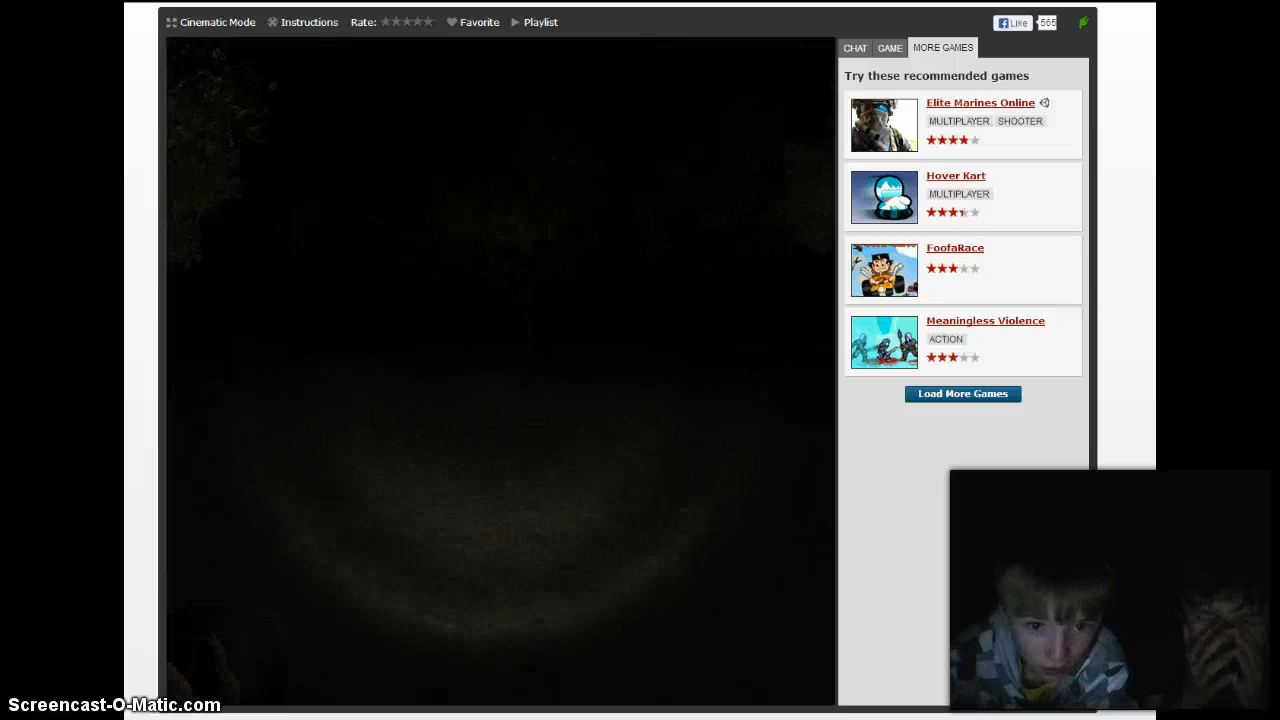 Cinematic Mode Instructions Rate: Favorite Playlist Like 565
CHAT GAME MORE GAMES
Try these recommended games
Elite Marines Online
MULTIPLAYER SHOOTER
Hover Kart
MULTIPLAYER
FoofaRace
Meaningless Violence
ACTION
Load More Games
Screencast-O-Matic.com